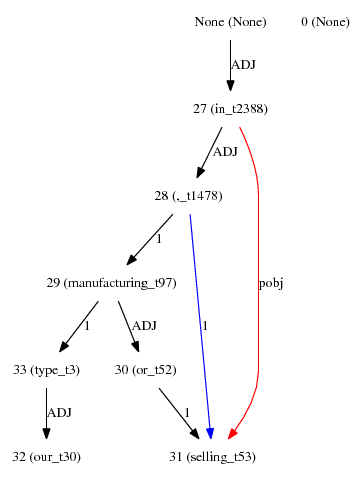 None (None) 0 (None)
ADJ
27 (in_t2388)
ADJ
28 (,_t1478)
1
29 (manufacturing_t97) pobj
1 ADJ 1
33 (type_t3) 30 (or_t52)
ADJ 1
32 (our_t30) 31 (selling_t53)